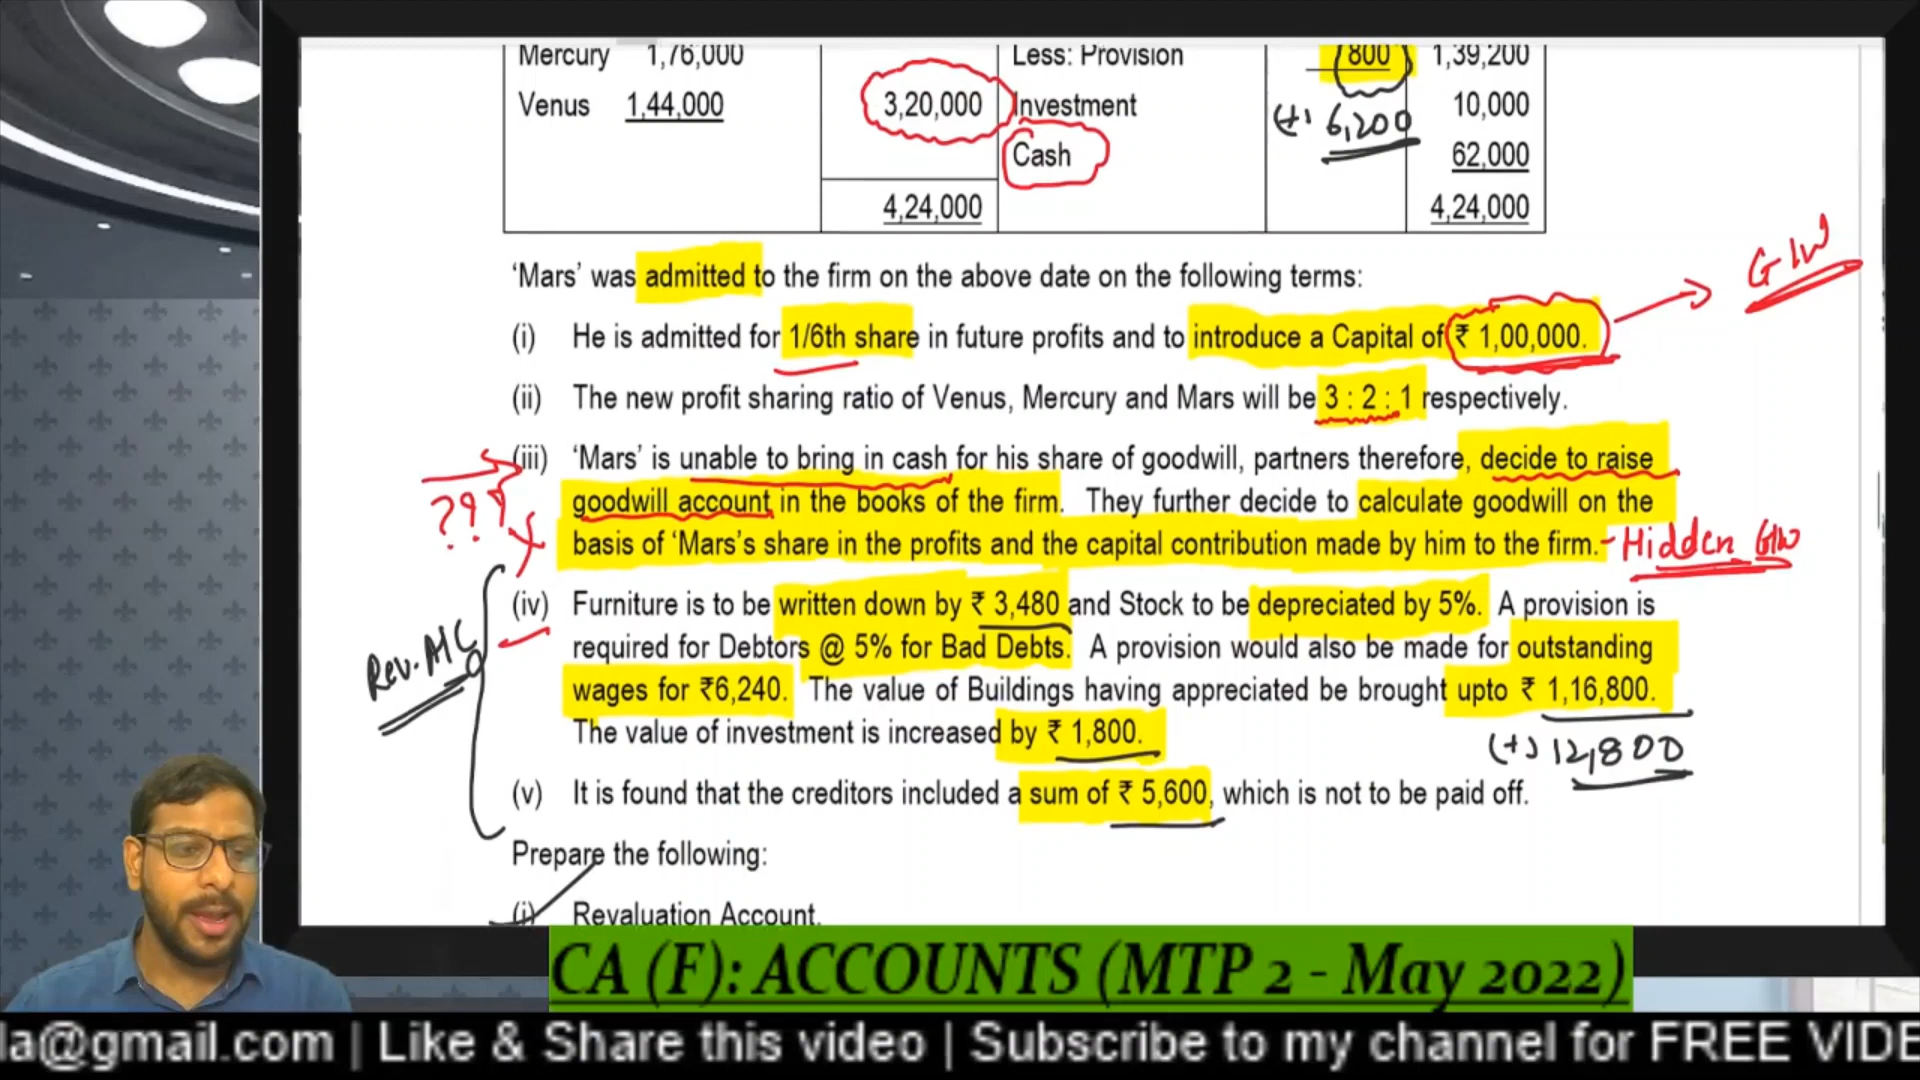 Mercury 1,76,000 Less: Provision 800 1,39,200
Venus 1,44,000 3,20,000 Investment 10,000
(+) 6,200
Cash 62,000
4,24,000 4,24,000
‘Mars’ was admitted to the firm on the above date on the following terms:
G/W
(i) He is admitted for 1/6th share in future profits and to introduce a Capital of ₹ 1,00,000.
(ii) The new profit sharing ratio of Venus, Mercury and Mars will be 3 : 2 : 1 respectively.
(iii) ‘Mars’ is unable to bring in cash for his share of goodwill, partners therefore, decide to raise
??? goodwill account in the books of the firm. They further decide to calculate goodwill on the
basis of ‘Mars’s share in the profits and the capital contribution made by him to the firm. - Hidden G/W
(iv) Furniture is to be written down by ₹ 3,480 and Stock to be depreciated by 5%. A provision is
Rev. A/C required for Debtors @ 5% for Bad Debts. A provision would also be made for outstanding
wages for ₹6,240. The value of Buildings having appreciated be brought upto ₹ 1,16,800.
The value of investment is increased by ₹ 1,800.
(+) 12,800
(v) It is found that the creditors included a sum of ₹ 5,600, which is not to be paid off.
Prepare the following:
(i) Revaluation Account.
CA (F): ACCOUNTS (MTP 2 - May 2022)
la@gmail.com | Like & Share this video | Subscribe to my channel for FREE VIDE